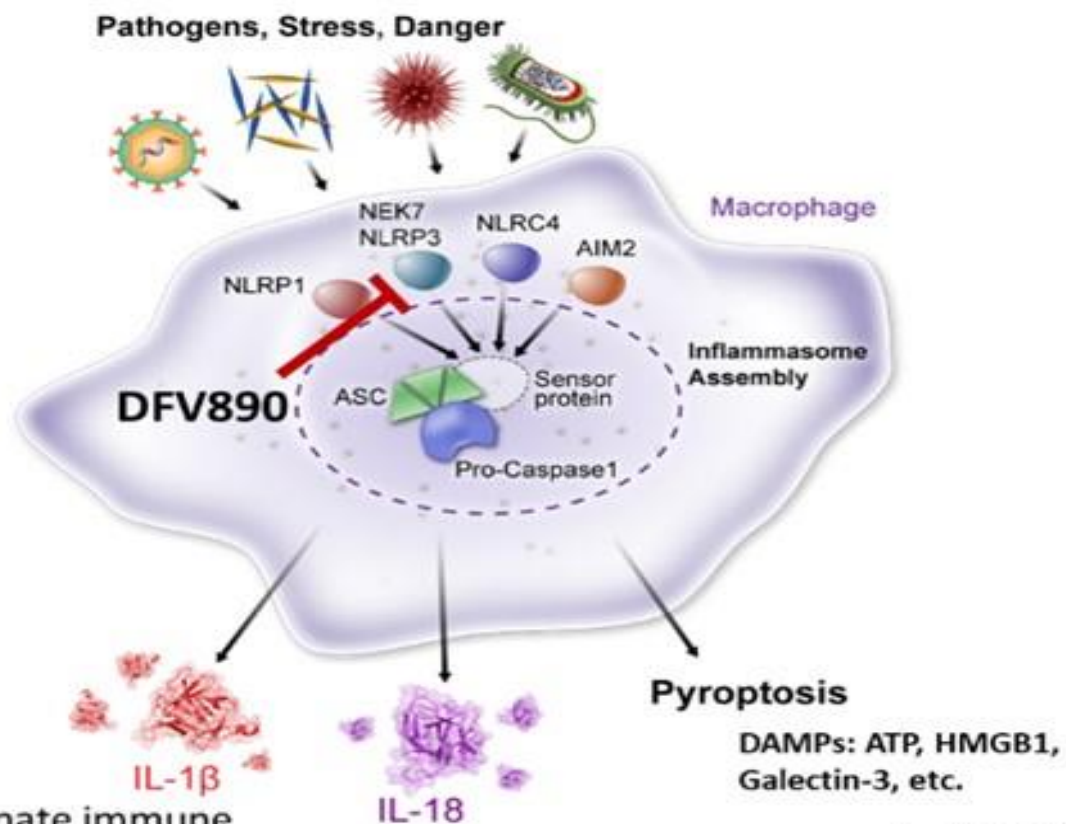 Pathogens, Stress, Danger
Macrophage
NEK7
NLRP3
NLRC4
AIM2
NLRP1
Inflammasome
Assembly
DFV890
ASC
Sensor
protein
Pro-Caspase1
Pyroptosis
DAMPs: ATP, HMGB1,
Galectin-3, etc.
IL-1β
IL-18
immune